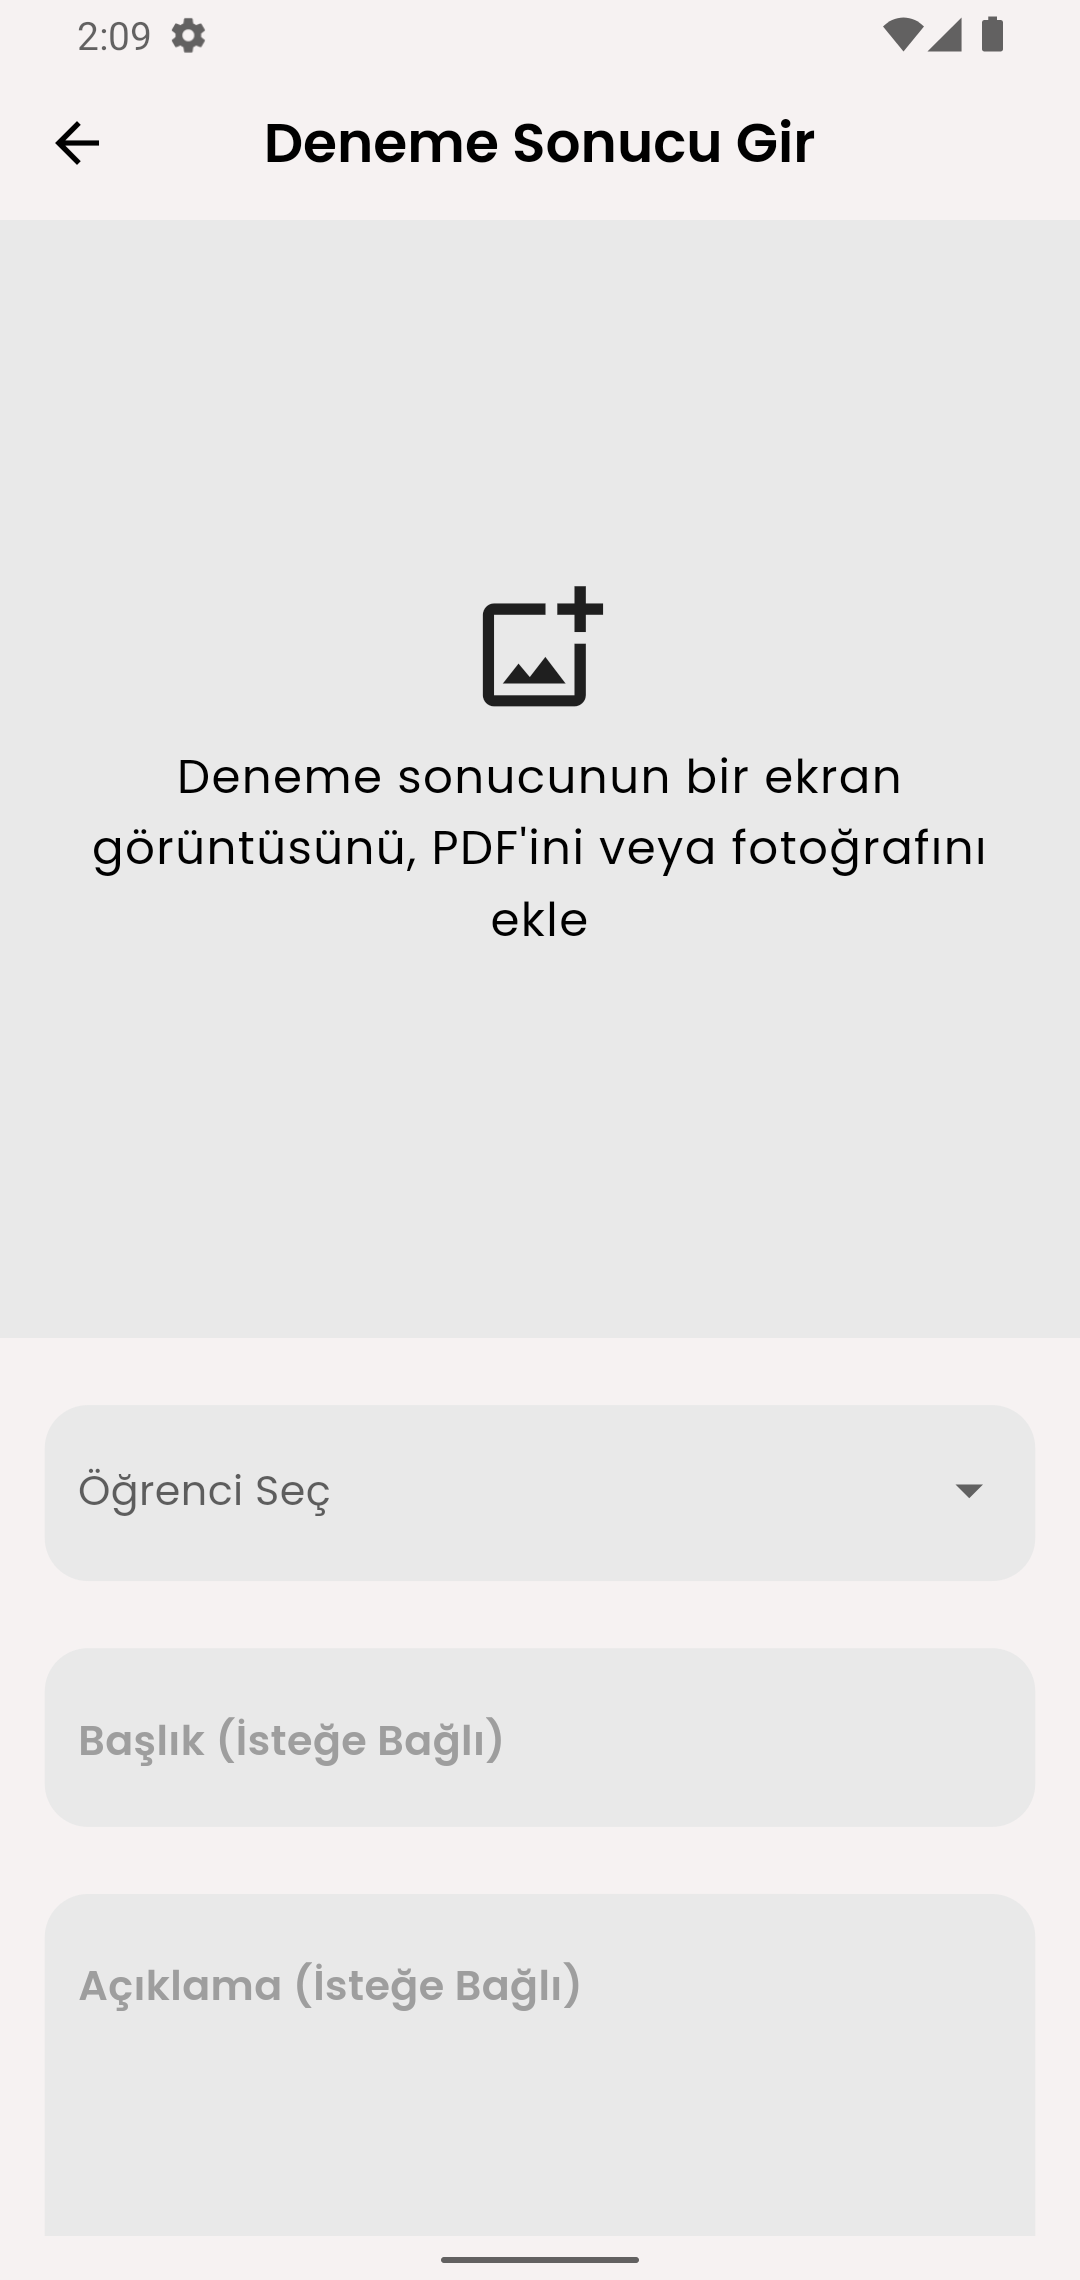 2:09
Deneme Sonucu Gir
Deneme sonucunun bir ekran
görüntüsünü, PDF'ini veya fotoğrafını
ekle
Öğrenci Seç
Başlık (İsteğe Bağlı)
Açıklama (İsteğe Bağlı)